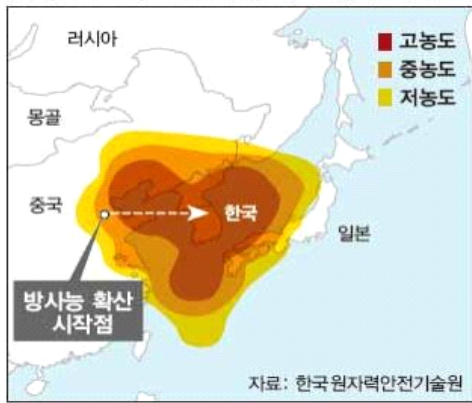 러시아
고농도
중농도
저농도
몽골
중국
한국
일본
방사능 확산
시작점
자료: 한국원자력안전기술원